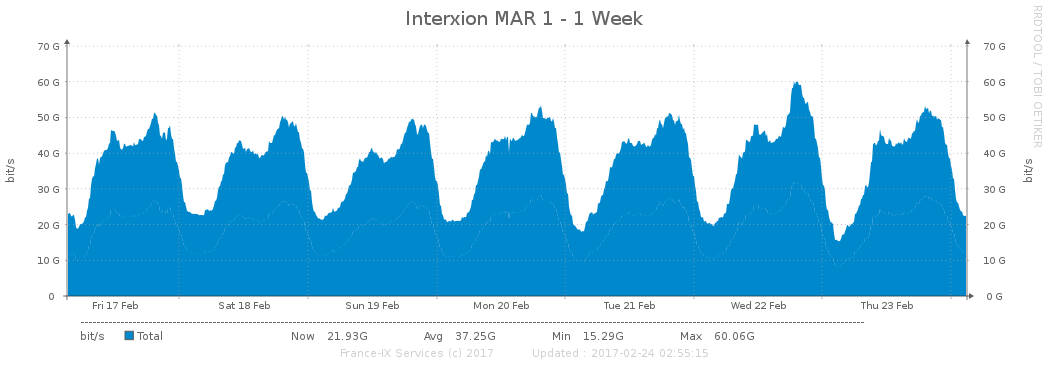 Interxion MAR 1 - 1 Week
RRDTOOL / TOBI OETIKER
70 G 70 G
60 G 60 G
50 G 50 G
40 G 40 G
30 G 30 G
20 G 20 G
10 G 10 G
0 0 G
bit/s bit/s
Fri 17 Feb Sat 18 Feb Sun 19 Feb Mon 20 Feb Tue 21 Feb Wed 22 Feb Thu 23 Feb
bit/s Total Now 21.93G Avg 37.25G Min 15.29G Max 60.06G
France-IX Services (c) 2017 Updated : 2017-02-24 02:55:15